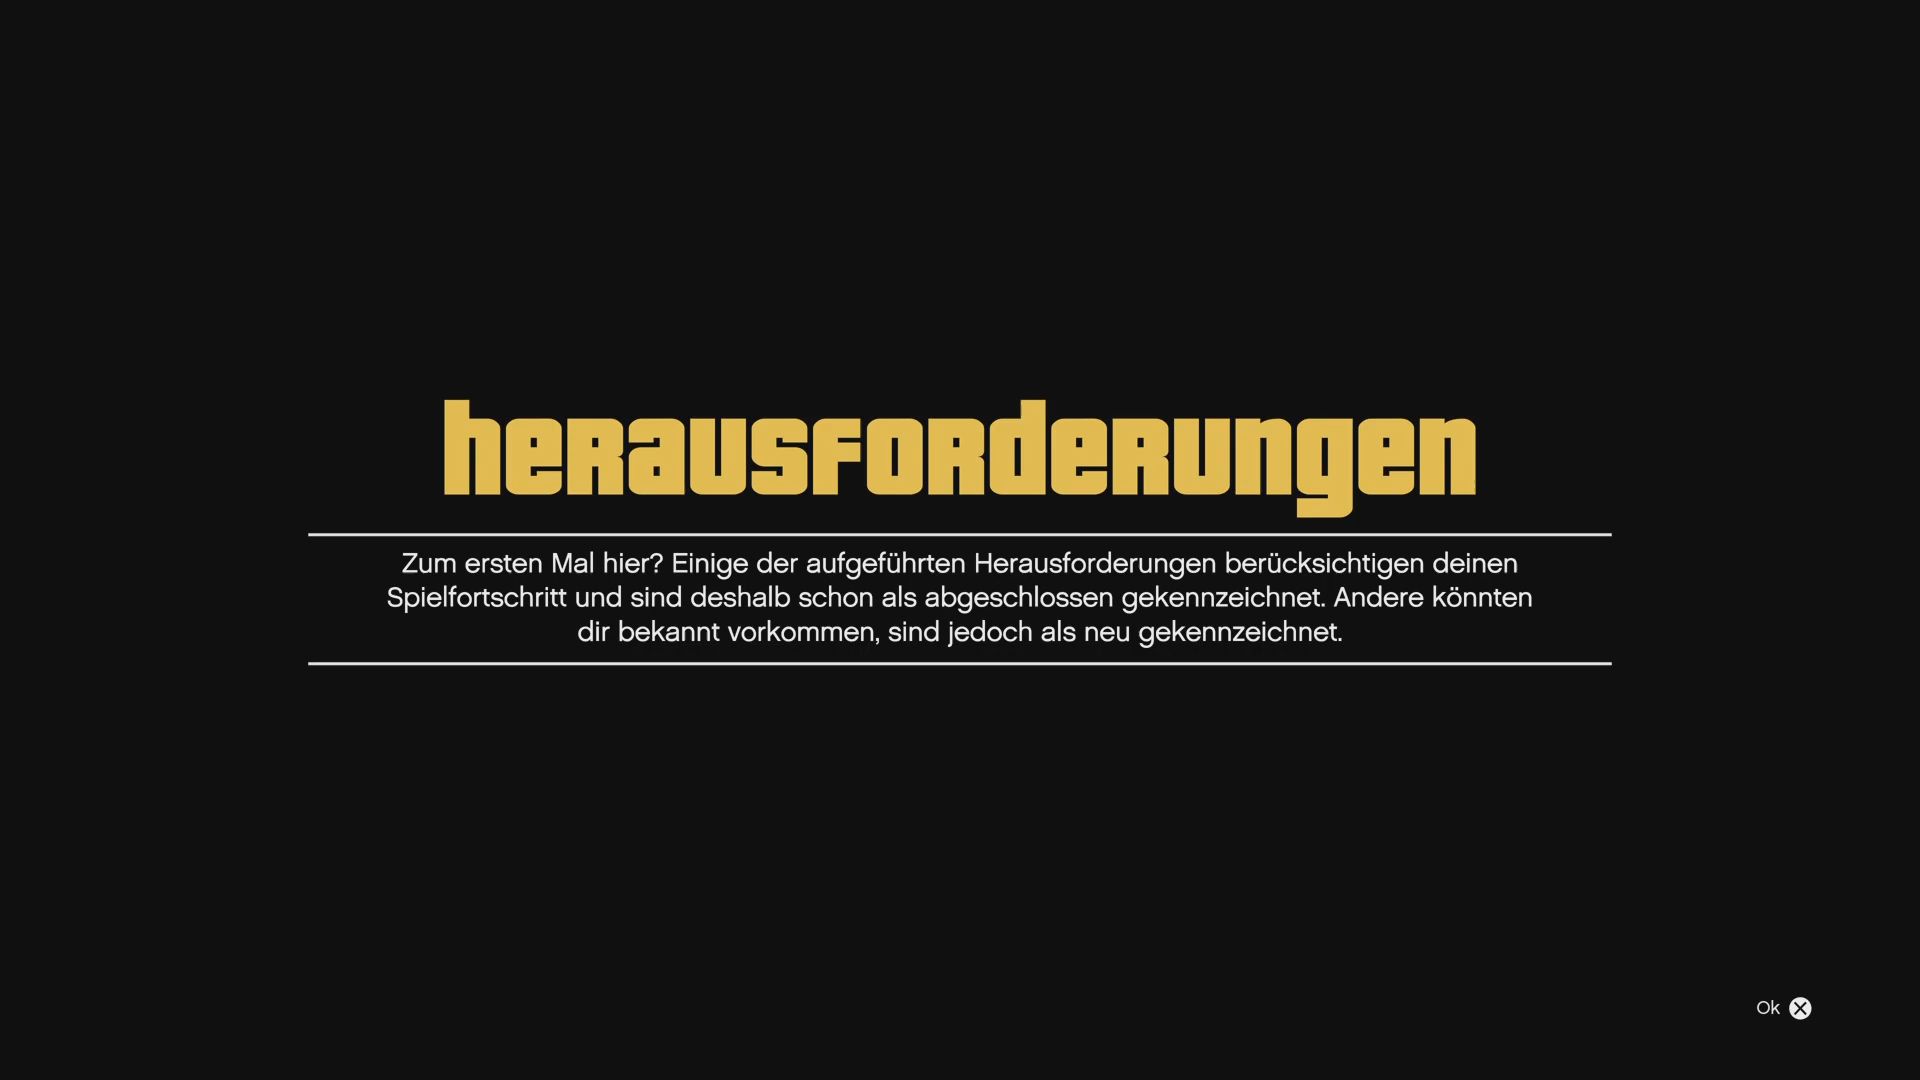 herausforderungen
Zum ersten Mal hier? Einige der aufgeführten Herausforderungen berücksichtigen deinen
Spielfortschritt und sind deshalb schon als abgeschlossen gekennzeichnet. Andere könnten
dir bekannt vorkommen, sind jedoch als neu gekennzeichnet.
Ok